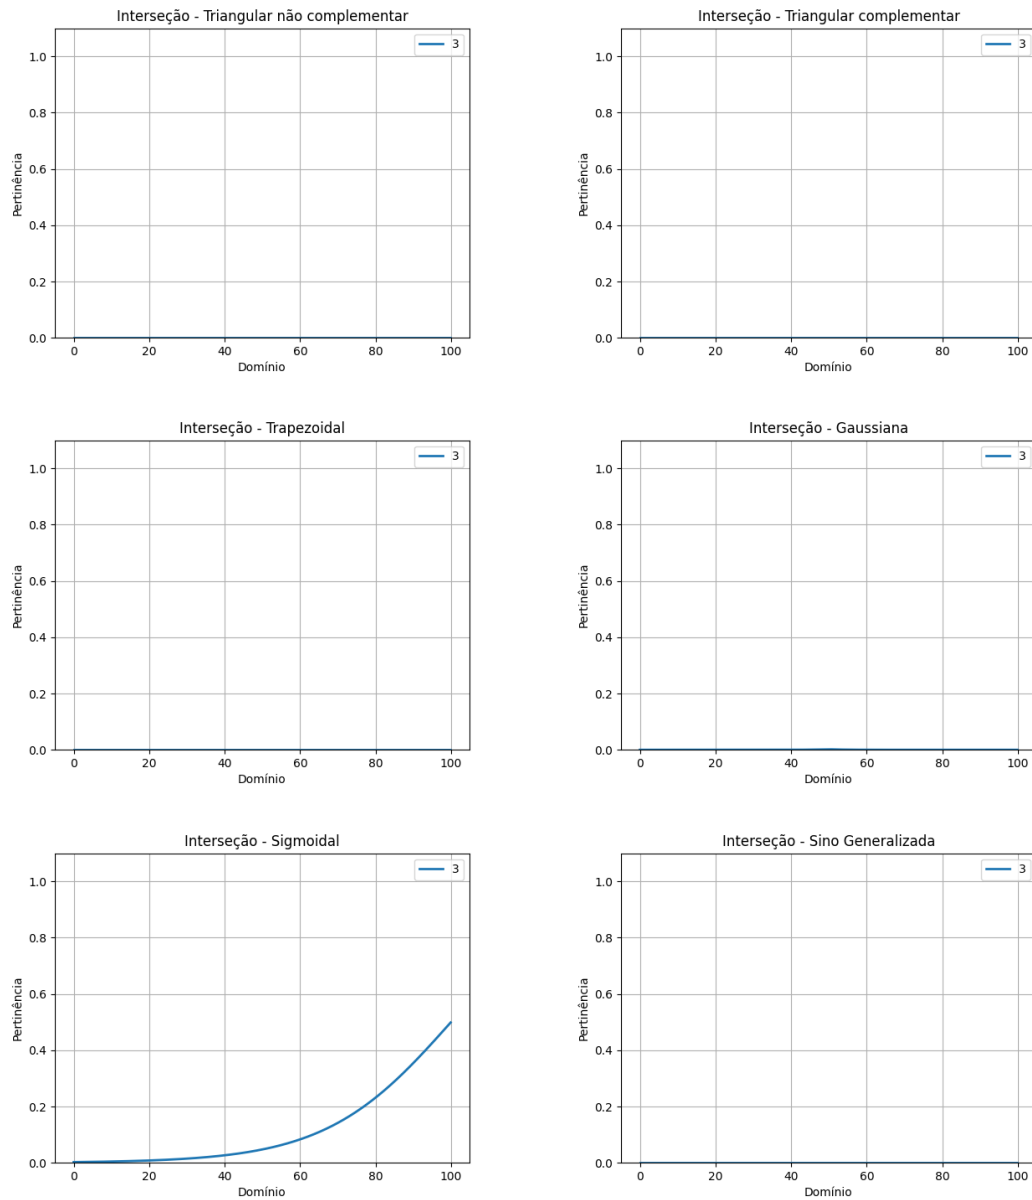 Interseção - Triangular não complementar
3
1.0
0.8
0.6
0.4
0.2
0.0
Pertinência
0 20 40 60 80 100
Domínio
Interseção - Triangular complementar
3
1.0
0.8
0.6
0.4
0.2
0.0
Pertinência
0 20 40 60 80 100
Domínio
Interseção - Trapezoidal
3
1.0
0.8
0.6
0.4
0.2
0.0
Pertinência
0 20 40 60 80 100
Domínio
Interseção - Gaussiana
3
1.0
0.8
0.6
0.4
0.2
0.0
Pertinência
0 20 40 60 80 100
Domínio
Interseção - Sigmoidal
3
1.0
0.8
0.6
0.4
0.2
0.0
Pertinência
0 20 40 60 80 100
Domínio
Interseção - Sino Generalizada
3
1.0
0.8
0.6
0.4
0.2
0.0
Pertinência
0 20 40 60 80 100
Domínio